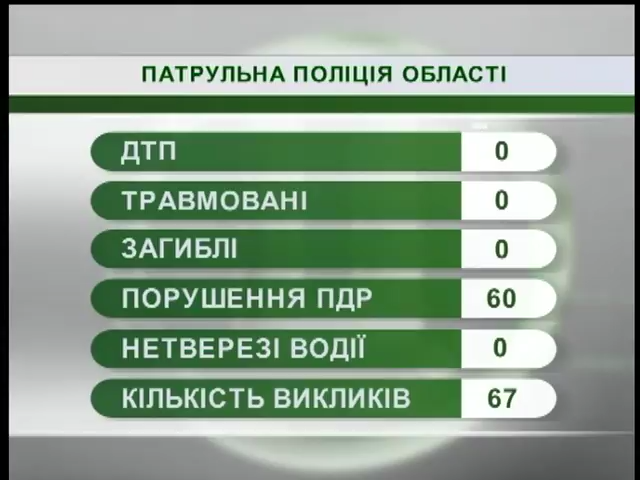 ПАТРУЛЬНА ПОЛІЦІЯ ОБЛАСТІ
ДТП 0
ТРАВМОВАНІ 0
ЗАГИБЛІ 0
ПОРУШЕННЯ ПДР 60
НЕТВЕРЕЗІ ВОДІЇ 0
КІЛЬКІСТЬ ВИКЛИКІВ 67